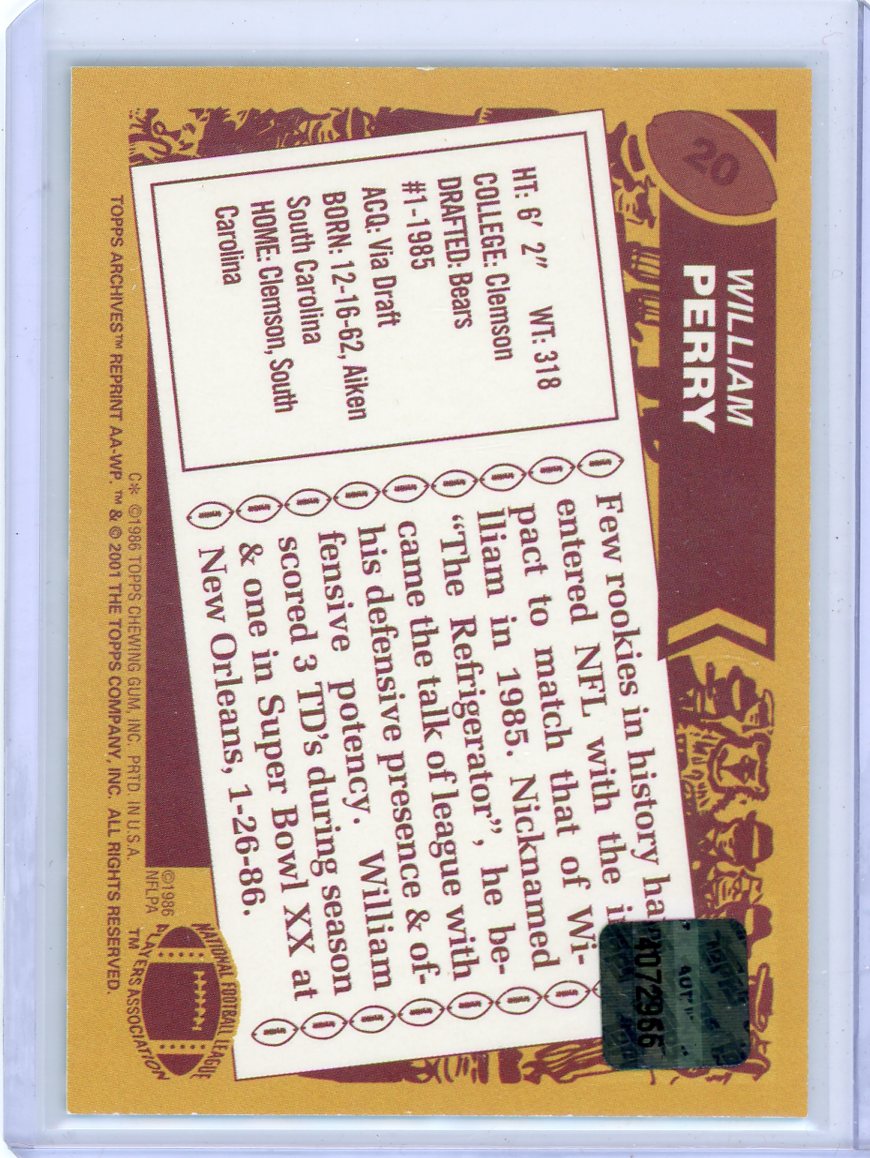 20
WILLIAM
PERRY
HT: 6' 2" WT: 318
COLLEGE: Clemson
DRAFTED: Bears
#1-1985
ACQ: Via Draft
BORN: 12-16-62, Aiken
South Carolina
HOME: Clemson, South
Carolina
Few rookies in history ha
entered NFL with the i
pact to match that of Wi-
lliam in 1985. Nicknamed
“The Refrigerator”, he be-
came the talk of league with
his defensive presence & of-
fensive potency. William
scored 3 TD's during season
& one in Super Bowl XX at
New Orleans, 1-26-86.
4072966
C* ©1986 TOPPS CHEWING GUM, INC. PRTD. IN U.S.A.
TOPPS ARCHIVES™ REPRINT AA-WP. ™ & © 2001 THE TOPPS COMPANY, INC. ALL RIGHTS RESERVED.
©1986
NFLPA
NATIONAL FOOTBALL LEAGUE
PLAYERS ASSOCIATION
TM